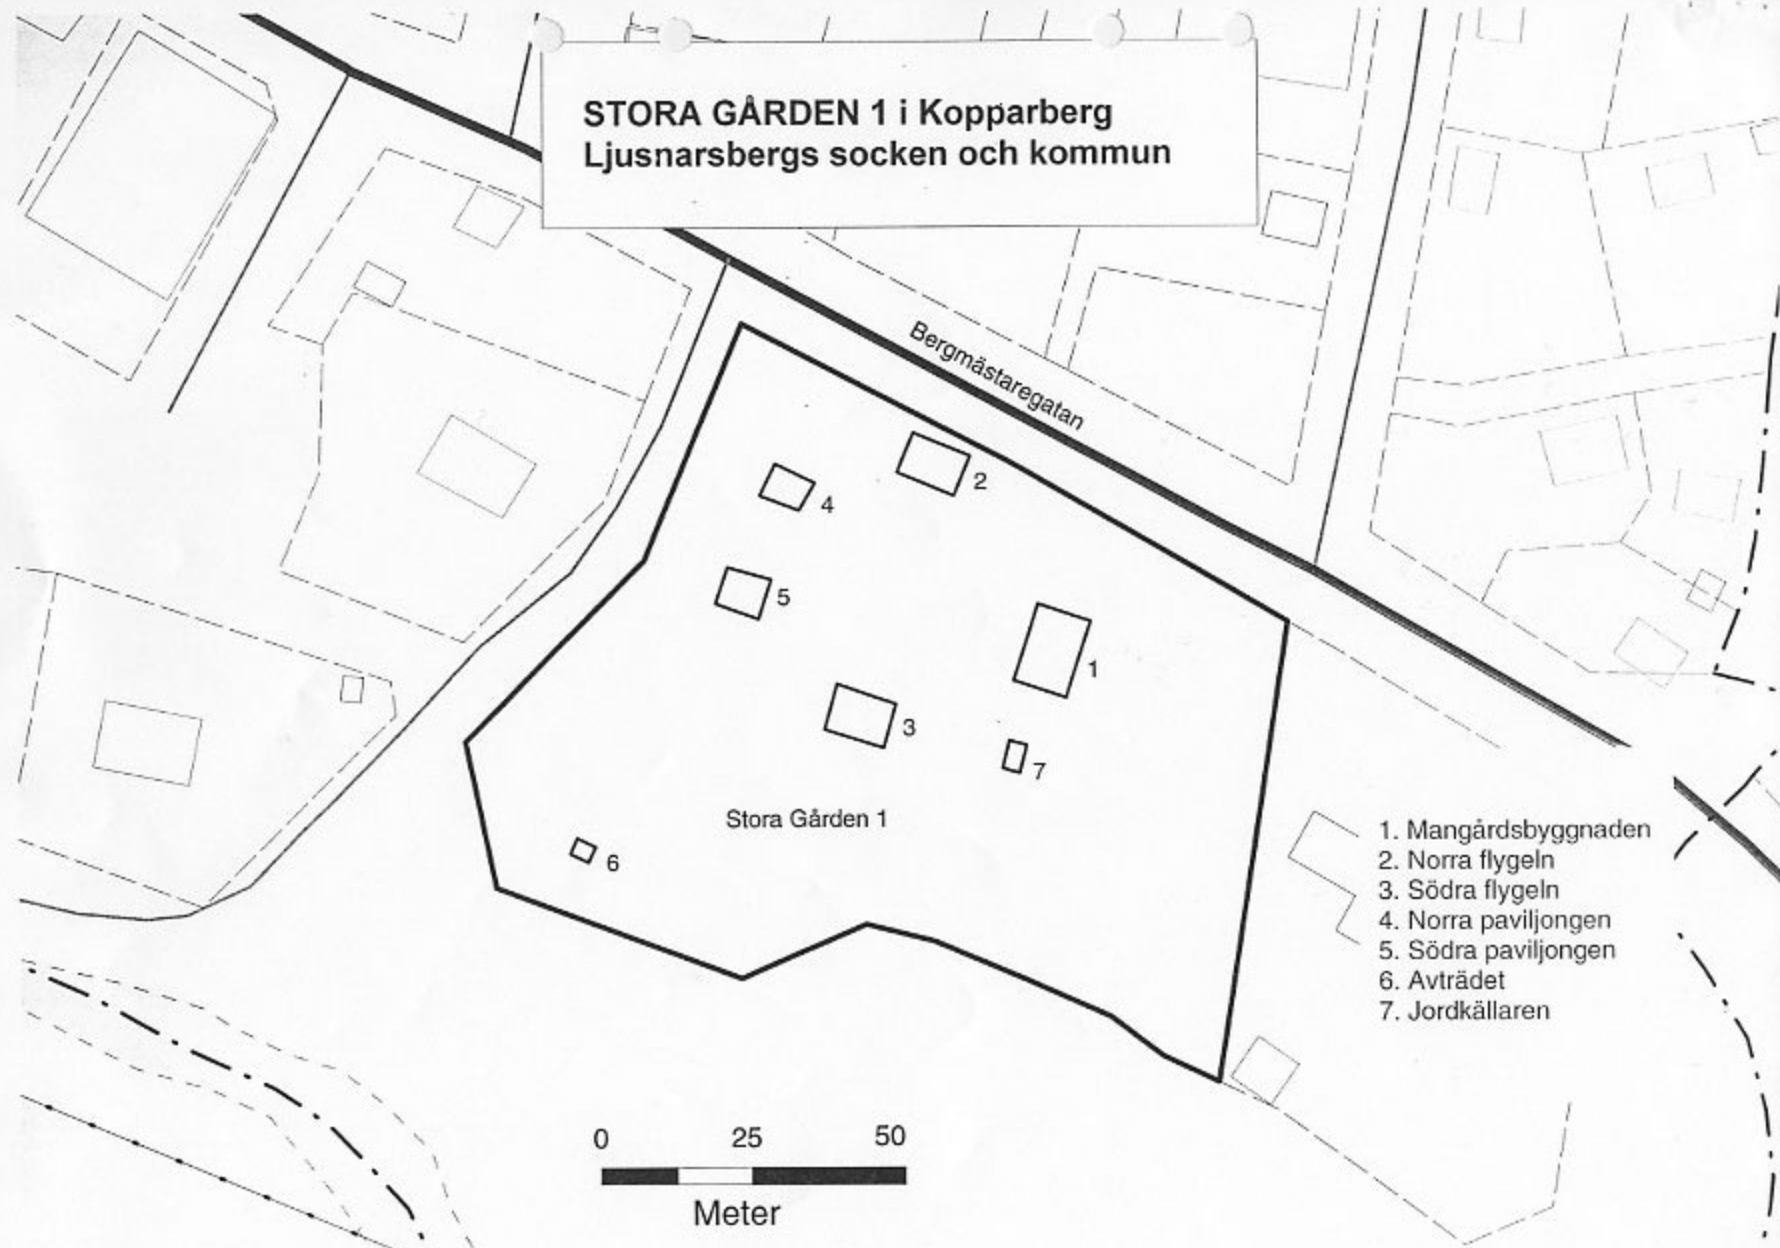 STORA GÅRDEN 1 i Kopparberg
Ljusnarsbergs socken och kommun
Bergmästaregatan
2
4
5
1
3
7
Stora Gården 1
6
1. Mangårdsbyggnaden
2. Norra flygeln
3. Södra flygeln
4. Norra paviljongen
5. Södra paviljongen
6. Avträdet
7. Jordkällaren
0 25 50
Meter